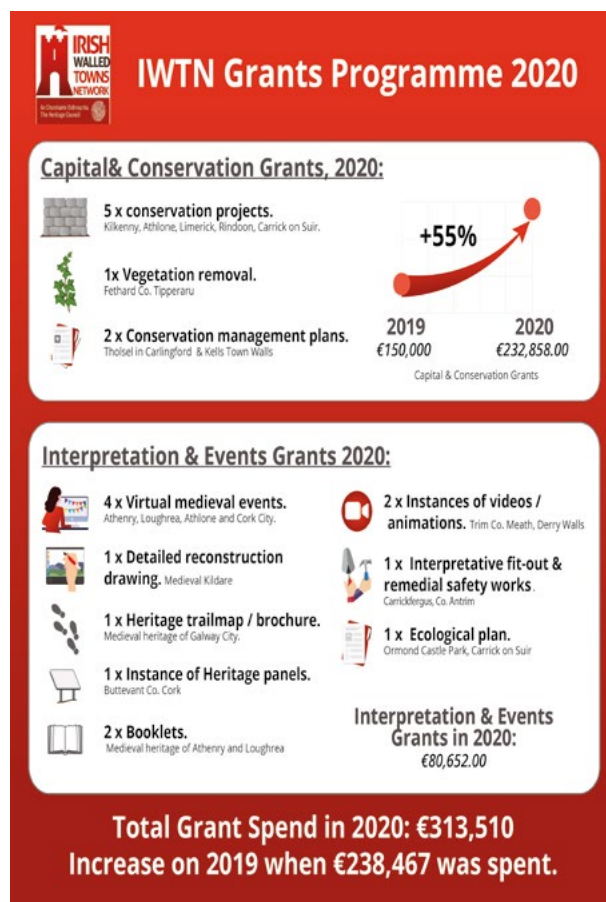 IRISH
WALLED
TOWNS
NETWORK
An Chomhairle Oidhreachta
The Heritage Council
IWTN Grants Programme 2020
Capital& Conservation Grants, 2020:
5 x conservation projects.
Kilkenny, Athlone, Limerick, Rindoon, Carrick on Suir.
1x Vegetation removal.
Fethard Co. Tipperaru
2 x Conservation management plans.
Tholsel in Carlingford & Kells Town Walls
+55%
2019 2020
€150,000 €232,858.00
Capital & Conservation Grants
Interpretation & Events Grants 2020:
4 x Virtual medieval events.
Athenry, Loughrea, Athlone and Cork City.
1 x Detailed reconstruction
drawing. Medieval Kildare
1 x Heritage trailmap / brochure.
Medieval heritage of Galway City.
1 x Instance of Heritage panels.
Buttevant Co. Cork
2 x Booklets.
Medieval heritage of Athenry and Loughrea
2 x Instances of videos /
animations. Trim Co. Meath, Derry Walls
1 x Interpretative fit-out &
remedial safety works.
Carrickfergus, Co. Antrim
1 x Ecological plan.
Ormond Castle Park, Carrick on Suir
Interpretation & Events
Grants in 2020:
€80,652.00
Total Grant Spend in 2020: €313,510
Increase on 2019 when €238,467 was spent.